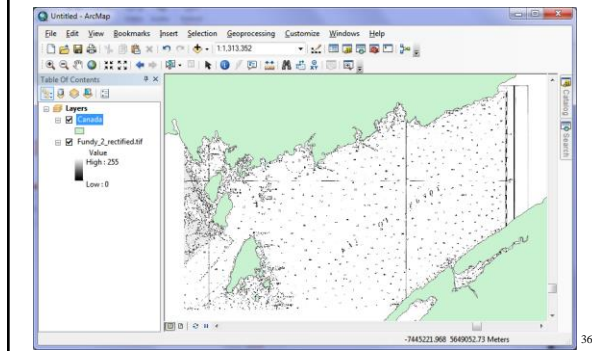 Untitled - ArcMap
File Edit View Bookmarks Insert Selection Geoprocessing Customize Windows Help
1:1,313,352
Table Of Contents
Layers
Canada
Fundy_2_rectified.tif
Value
High : 255
Low : 0
Catalog
Search
-7445221.968 5649052.73 Meters
36